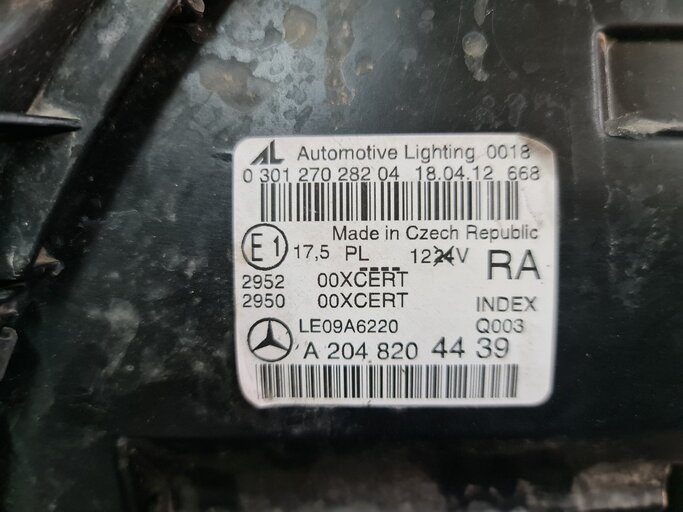 AL Automotive Lighting 0018
0 301 270 282 04 18.04.12 668
Made in Czech Republic
E1 17,5 PL 1224V RA
2952 00XCERT
2950 00XCERT INDEX
LE09A6220 Q003
A 204 820 44 39